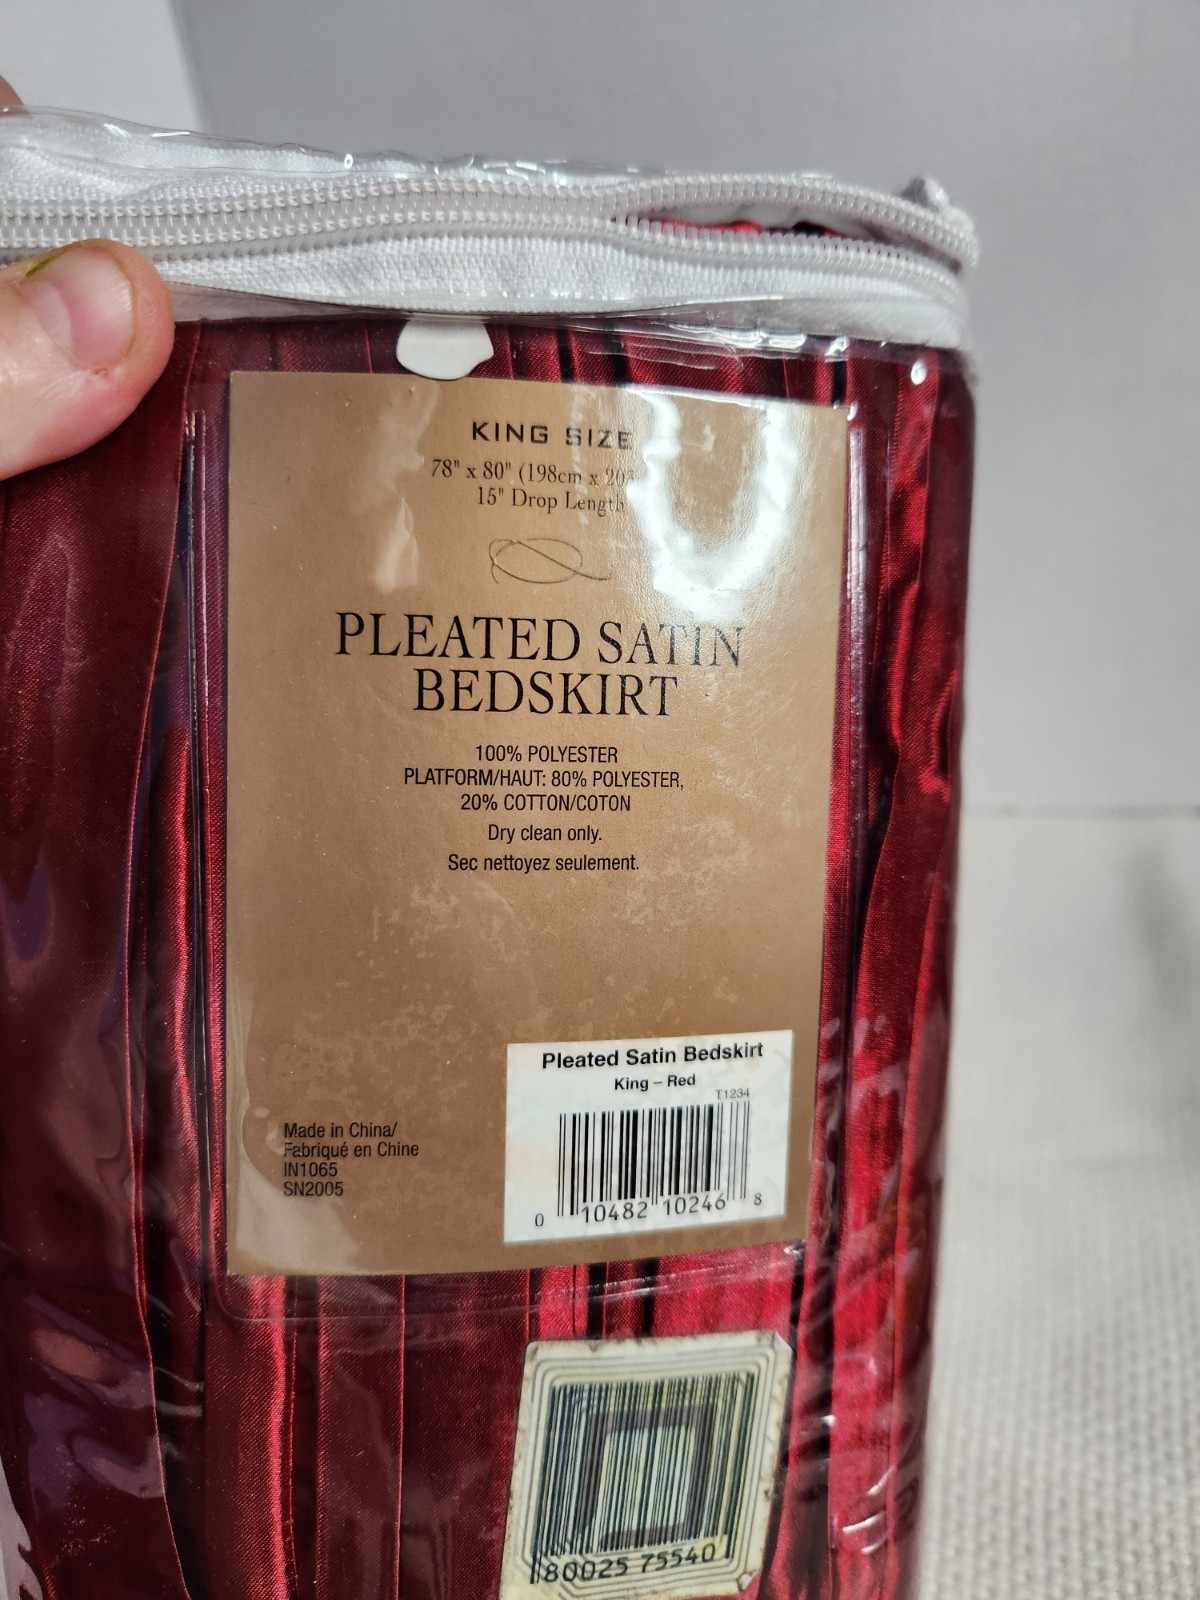 KING SIZE
78" x 80" (198cm x
15" Drop Length
PLEATED SATIN
BEDSKIRT
100% POLYESTER
PLATFORM/HAUT: 80% POLYESTER,
20% COTTON/COTON
Dry clean only.
Sec nettoyez seulement.
Pleated Satin Bedskirt
King – Red
T1234
0 10482 10246 8
Made in China/
Fabriqué en Chine
IN1065
SN2005
80025 75540